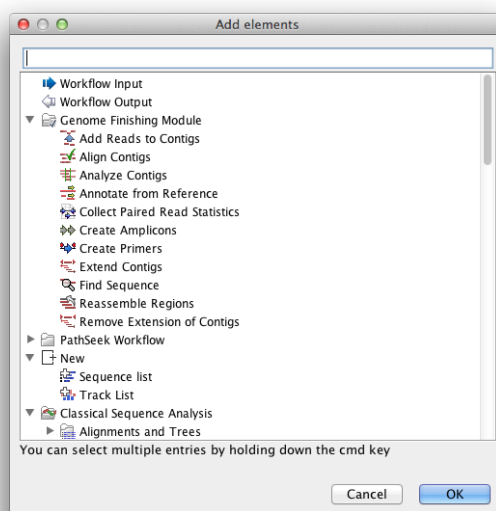 Add elements
Workflow Input
Workflow Output
Genome Finishing Module
Add Reads to Contigs
Align Contigs
Analyze Contigs
Annotate from Reference
Collect Paired Read Statistics
Create Amplicons
Create Primers
Extend Contigs
Find Sequence
Reassemble Regions
Remove Extension of Contigs
PathSeek Workflow
New
Sequence list
Track List
Classical Sequence Analysis
Alignments and Trees
You can select multiple entries by holding down the cmd key
Cancel OK